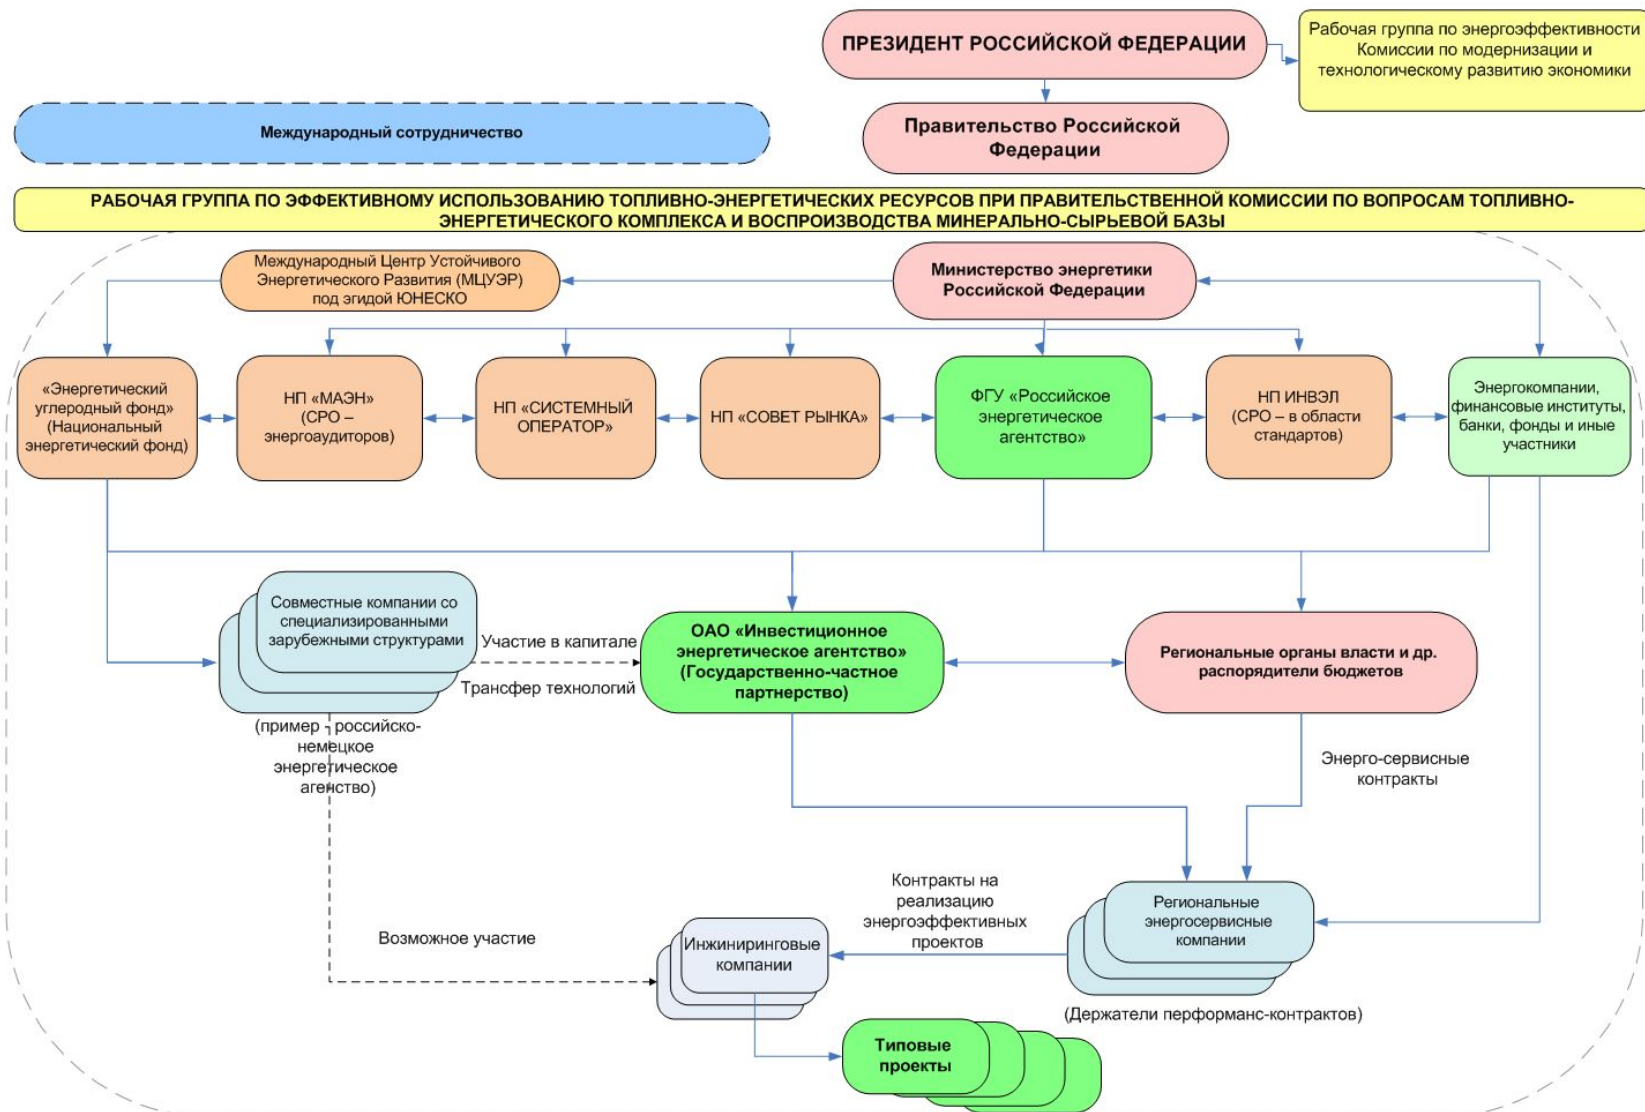 ПРЕЗИДЕНТ РОССИЙСКОЙ ФЕДЕРАЦИИ
Рабочая группа по энергоэффективности
Комиссии по модернизации и
технологическому развитию экономики
Международный сотрудничество
Правительство Российской
Федерации
РАБОЧАЯ ГРУППА ПО ЭФФЕКТИВНОМУ ИСПОЛЬЗОВАНИЮ ТОПЛИВНО-ЭНЕРГЕТИЧЕСКИХ РЕСУРСОВ ПРИ ПРАВИТЕЛЬСТВЕННОЙ КОМИССИИ ПО ВОПРОСАМ ТОПЛИВНО-
ЭНЕРГЕТИЧЕСКОГО КОМПЛЕКСА И ВОСПРОИЗВОДСТВА МИНЕРАЛЬНО-СЫРЬЕВОЙ БАЗЫ
Международный Центр Устойчивого
Энергетического Развития (МЦУЭР)
под эгидой ЮНЕСКО
Министерство энергетики
Российской Федерации
«Энергетический
углеродный фонд»
(Национальный
энергетический фонд)
НП «МАЭН»
(СРО –
энергоаудиторов)
НП «СИСТЕМНЫЙ
ОПЕРАТОР»
НП «СОВЕТ РЫНКА»
ФГУ «Российское
энергетическое
агентство»
НП ИНВЭЛ
(СРО – в области
стандартов)
Энергокомпании,
финансовые институты,
банки, фонды и иные
участники
Совместные компании со
специализированными
зарубежными структурами
Участие в капитале
Трансфер технологий
ОАО «Инвестиционное
энергетическое агентство»
(Государственно-частное
партнерство)
Региональные органы власти и др.
распорядители бюджетов
(пример - российско-
немецкое
энергетическое
агенство)
Энерго-сервисные
контракты
Контракты на
реализацию
энергоэффективных
проектов
Региональные
энергосервисные
компании
Возможное участие
Инжиниринговые
компании
(Держатели перформанс-контрактов)
Типовые
проекты